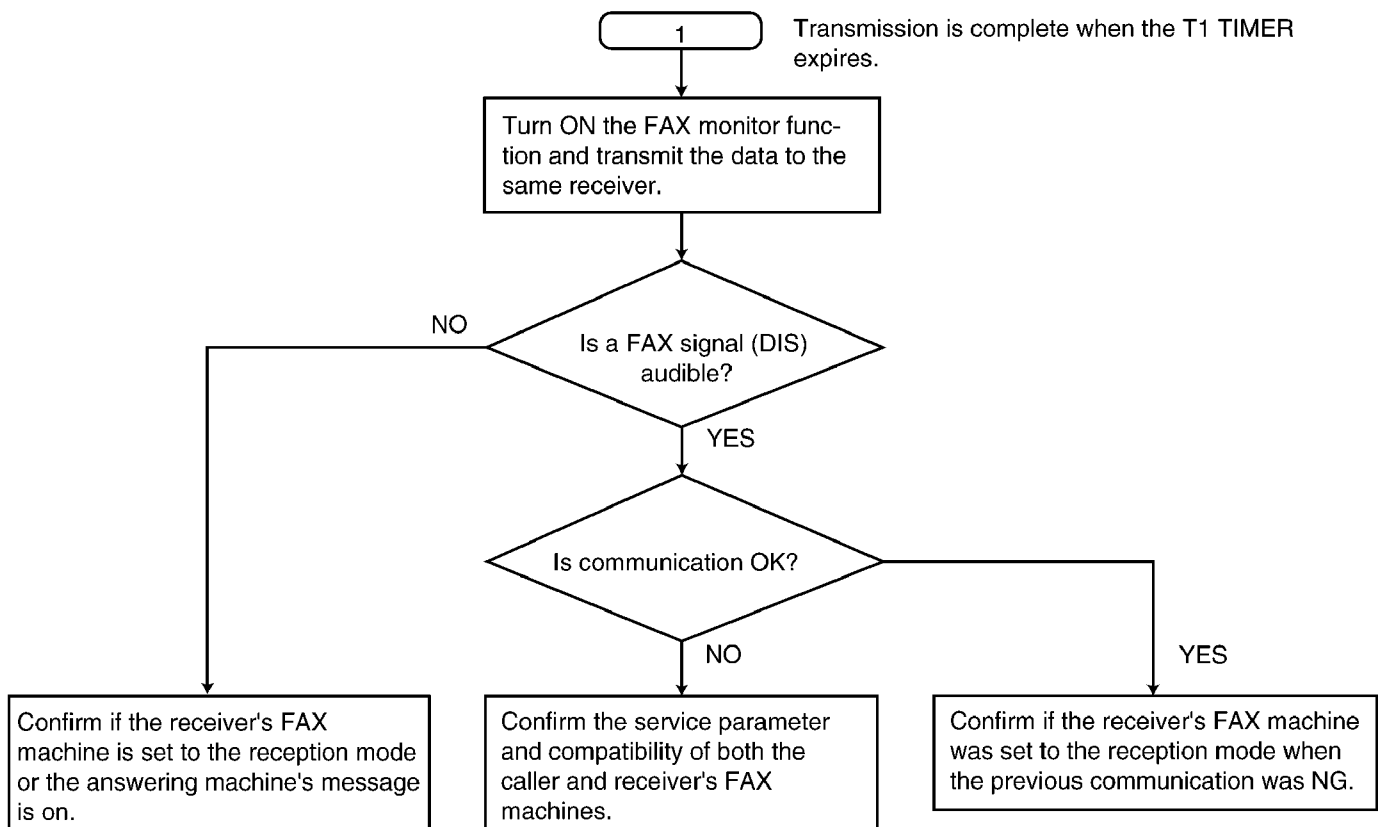 1
Transmission is complete when the T1 TIMER
expires.
Turn ON the FAX monitor func-
tion and transmit the data to the
same receiver.
NO
Is a FAX signal (DIS)
audible?
YES
Is communication OK?
NO
YES
Confirm if the receiver's FAX
machine is set to the reception mode
or the answering machine's message
is on.
Confirm the service parameter
and compatibility of both the
caller and receiver's FAX
machines.
Confirm if the receiver's FAX machine
was set to the reception mode when
the previous communication was NG.